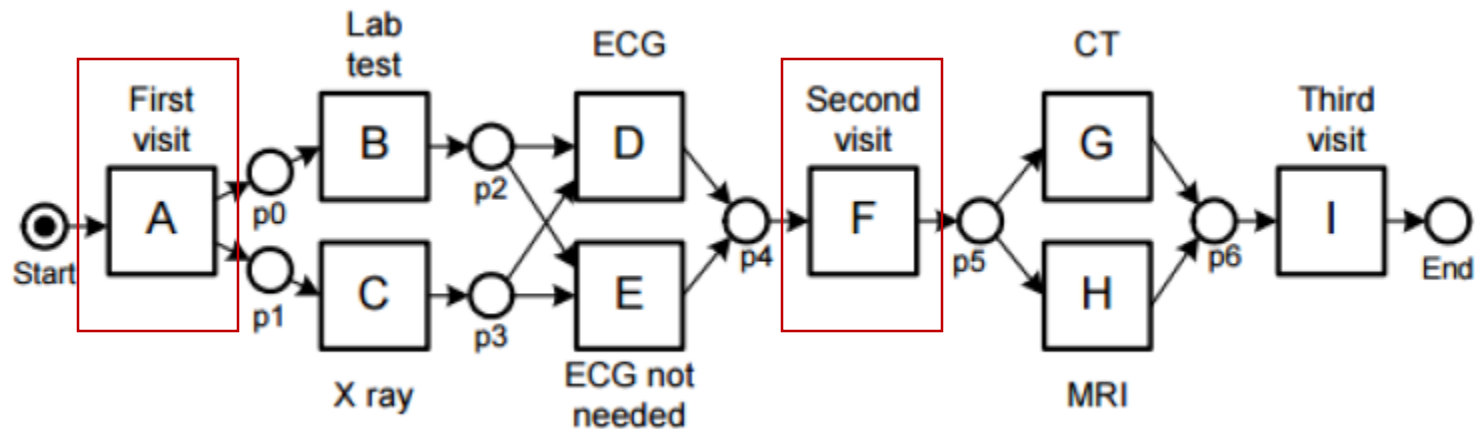 Lab
test
ECG
CT
First
visit
Second
visit
Third
visit
B
D
G
A
F
I
p0
p2
Start
p4
p5
p6
End
C
E
H
p1
p3
X ray
ECG not
needed
MRI